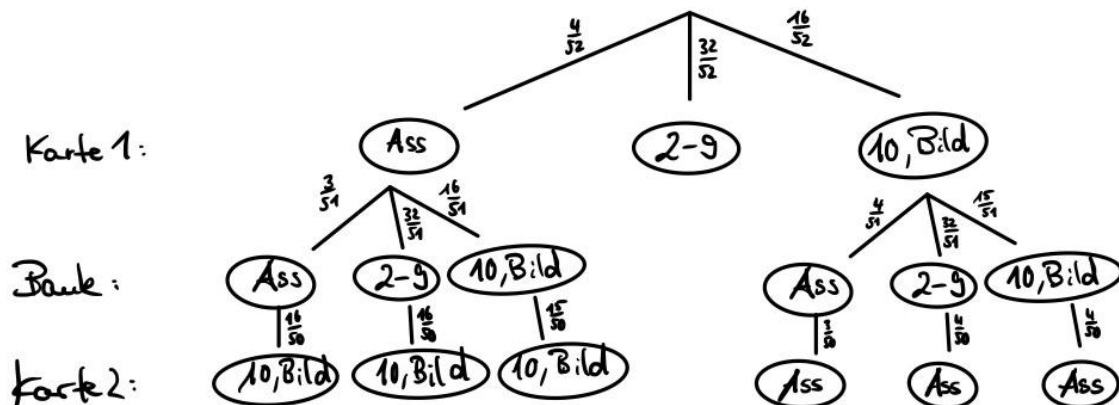 4/52 32/52 16/52
Karte 1: Ass 2-9 10, Bild
3/51 32/51 16/51 4/51 32/51 15/51
Bank: Ass 2-9 10, Bild Ass 2-9 10, Bild
16/50 16/50 15/50 3/50 4/50 4/50
Karte 2: 10, Bild 10, Bild 10, Bild Ass Ass Ass